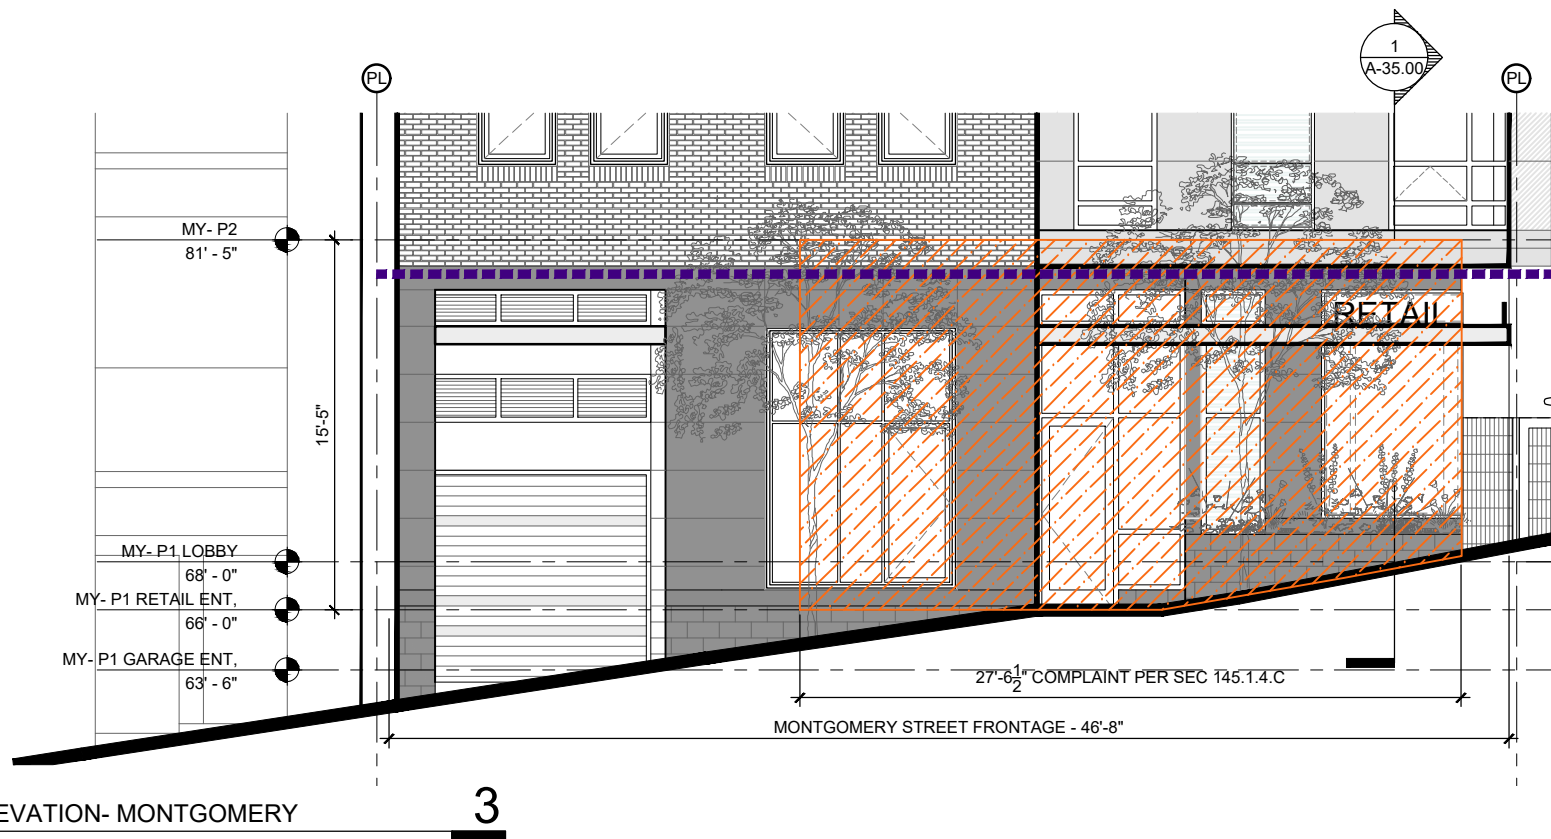 1
A-35.00
PL
PL
MY- P2
81' - 5"
RETAIL
15'-5"
MY- P1 LOBBY
68' - 0"
MY- P1 RETAIL ENT,
66' - 0"
MY- P1 GARAGE ENT,
63' - 6"
27'-6 1/2" COMPLAINT PER SEC 145.1.4.C
MONTGOMERY STREET FRONTAGE - 46'-8"
EVATION- MONTGOMERY
3